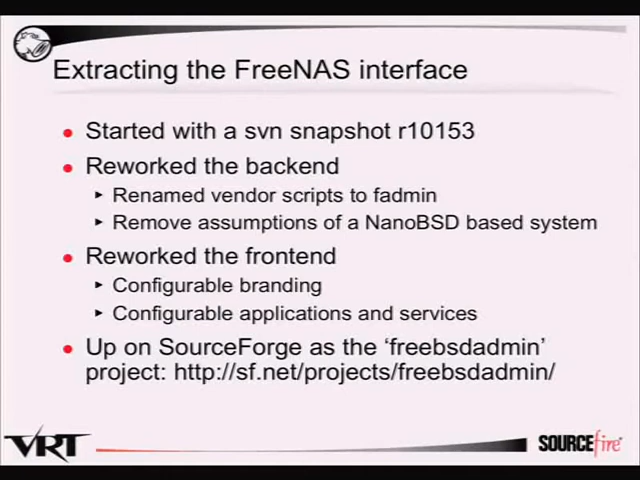 Extracting the FreeNAS interface
Started with a svn snapshot r10153
Reworked the backend
Renamed vendor scripts to fadmin
Remove assumptions of a NanoBSD based system
Reworked the frontend
Configurable branding
Configurable applications and services
Up on SourceForge as the ‘freebsdadmin’
project: http://sf.net/projects/freebsdadmin/
VRT
SOURCEfire